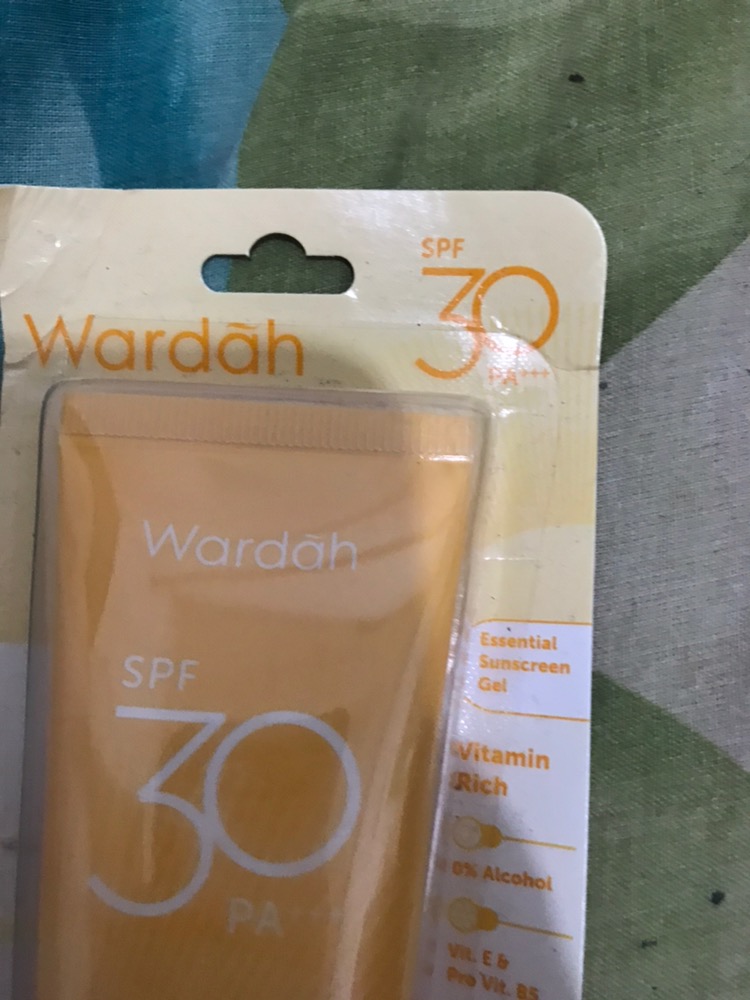 SPF
30
PA+++
Wardāh
Wardāh
SPF
30
PA+++
Essential
Sunscreen
Gel
Vitamin
Rich
0% Alcohol
Vit. E &
Pro Vit. B5